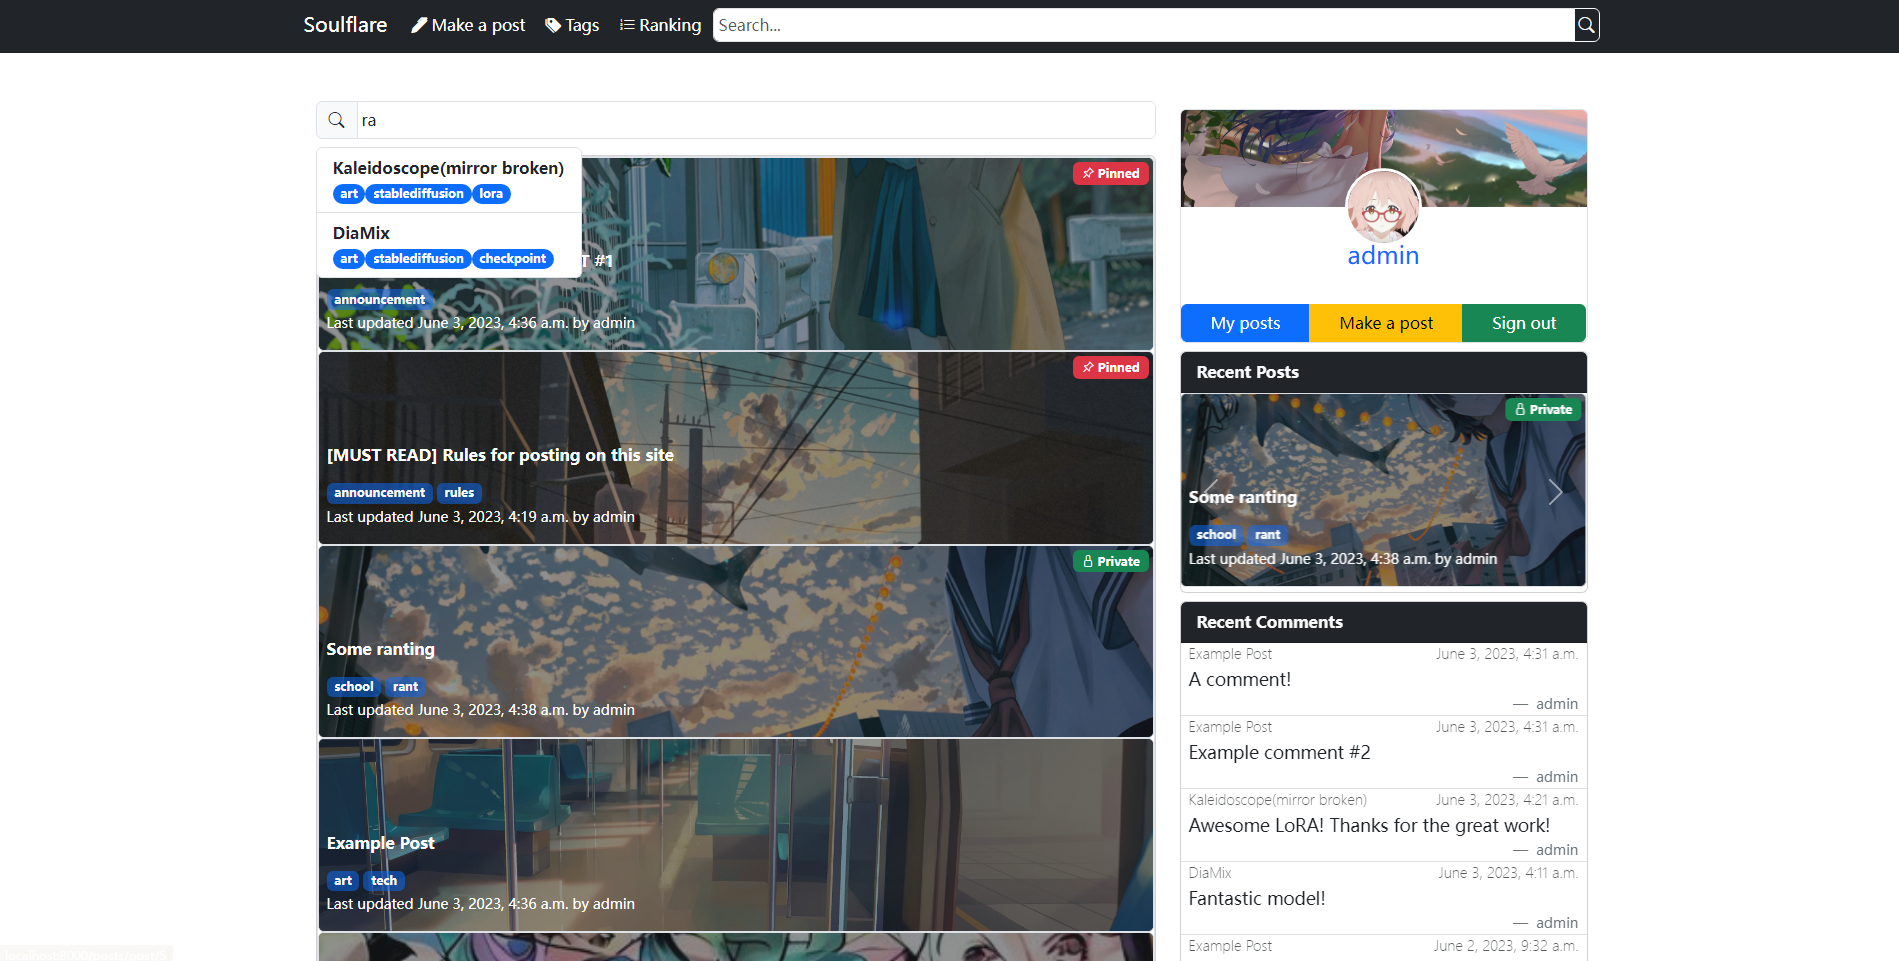 Soulflare Make a post Tags Ranking Search...
ra
Kaleidoscope(mirror broken)
art stablediffusion lora
DiaMix
art stablediffusion checkpoint
Pinned
#1
announcement
Last updated June 3, 2023, 4:36 a.m. by admin
Pinned
[MUST READ] Rules for posting on this site
announcement rules
Last updated June 3, 2023, 4:19 a.m. by admin
Private
Some ranting
school rant
Last updated June 3, 2023, 4:38 a.m. by admin
Example Post
art tech
Last updated June 3, 2023, 4:36 a.m. by admin
admin
My posts Make a post Sign out
Recent Posts
Private
Some ranting
school rant
Last updated June 3, 2023, 4:38 a.m. by admin
Recent Comments
Example Post June 3, 2023, 4:31 a.m.
A comment!
— admin
Example Post June 3, 2023, 4:31 a.m.
Example comment #2
— admin
Kaleidoscope(mirror broken) June 3, 2023, 4:21 a.m.
Awesome LoRA! Thanks for the great work!
— admin
DiaMix June 3, 2023, 4:11 a.m.
Fantastic model!
— admin
Example Post June 2, 2023, 9:32 a.m.
localhost:8000/posts/post/5